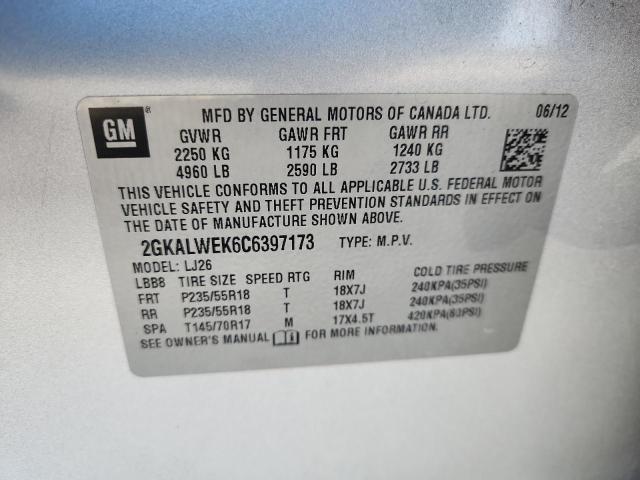 GM ®
MFD BY GENERAL MOTORS OF CANADA LTD. 06/12
GVWR GAWR FRT GAWR RR
2250 KG 1175 KG 1240 KG
4960 LB 2590 LB 2733 LB
THIS VEHICLE CONFORMS TO ALL APPLICABLE U.S. FEDERAL MOTOR
VEHICLE SAFETY AND THEFT PREVENTION STANDARDS IN EFFECT ON
THE DATE OF MANUFACTURE SHOWN ABOVE.
2GKALWEK6C6397173 TYPE: M.P.V.
MODEL: LJ26
LBB8 TIRE SIZE SPEED RTG RIM COLD TIRE PRESSURE
FRT P235/55R18 T 18X7J 240KPA(35PSI)
RR P235/55R18 T 18X7J 240KPA(35PSI)
SPA T145/70R17 M 17X4.5T 420KPA(60PSI)
SEE OWNER'S MANUAL FOR MORE INFORMATION.